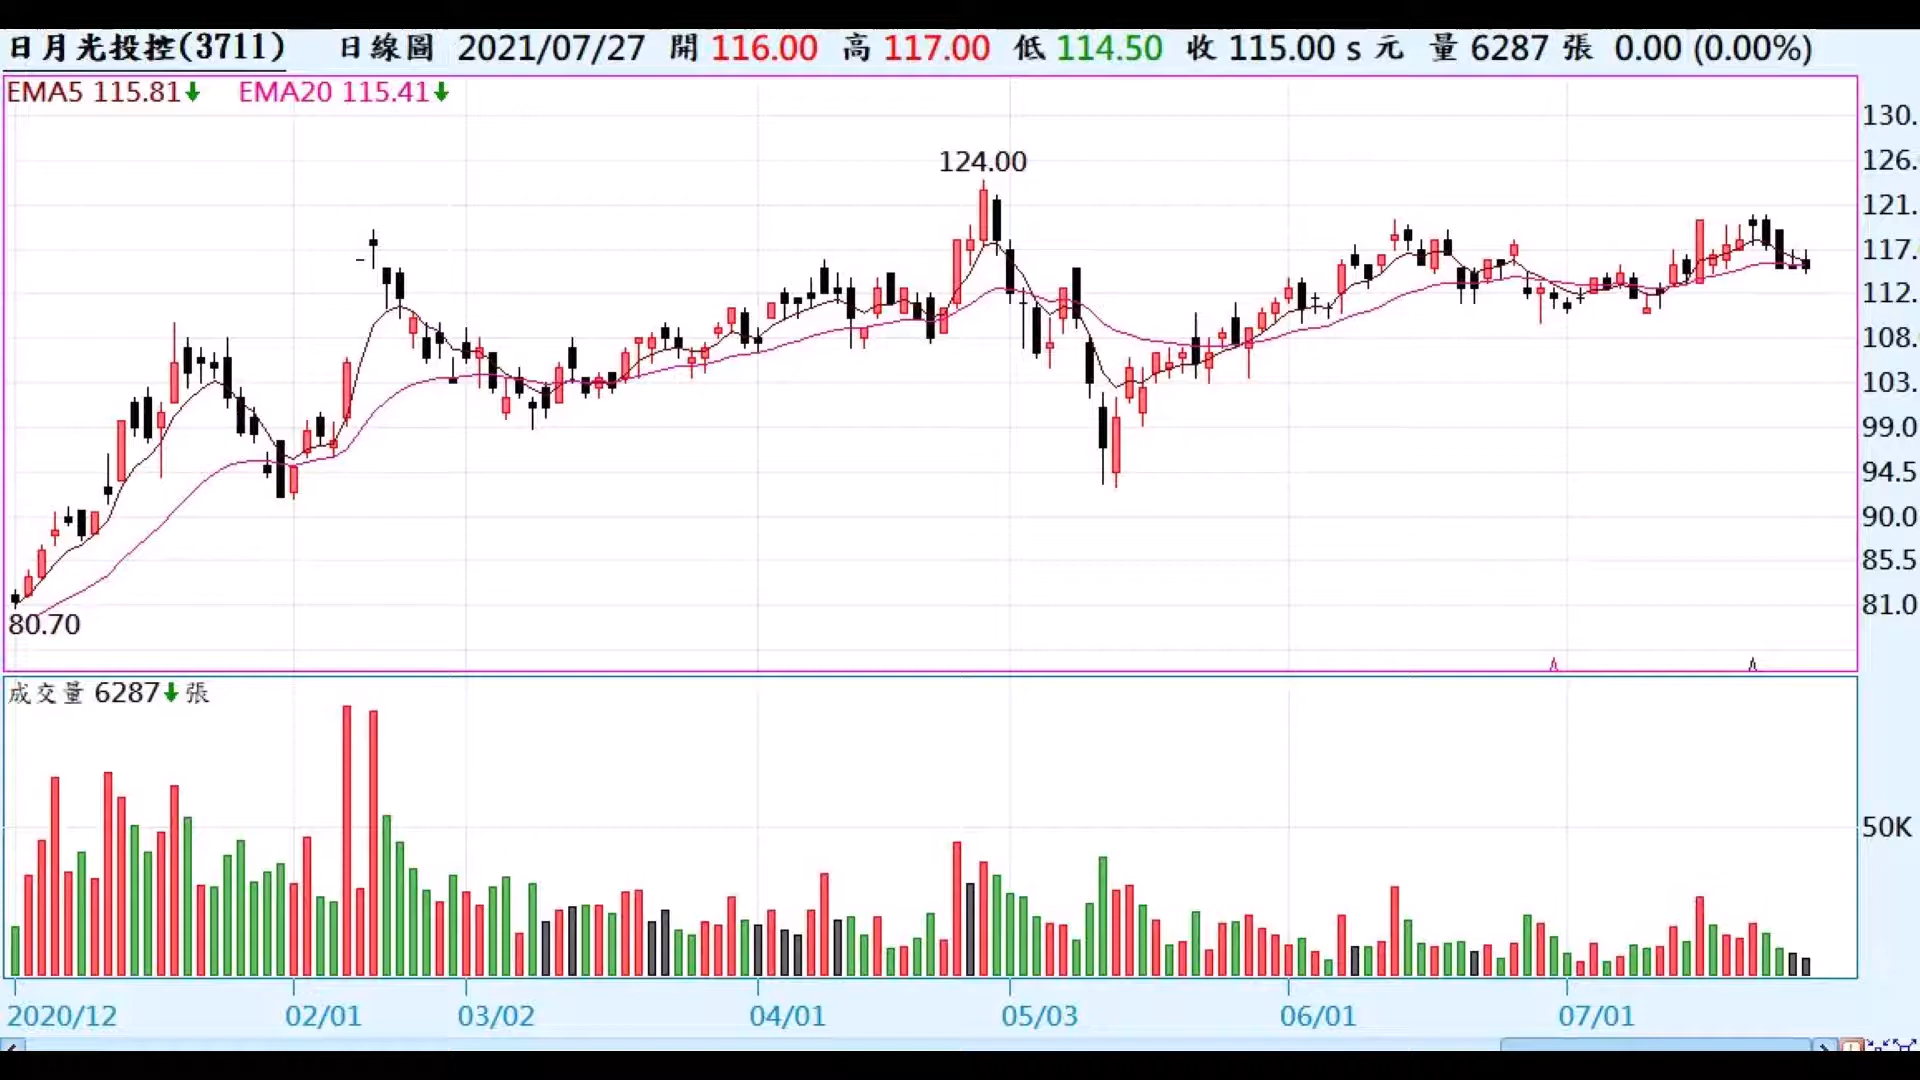 日月光投控(3711) 日線圖 2021/07/27 開 116.00 高 117.00 低 114.50 收 115.00 s 元 量 6287 張 0.00 (0.00%)
EMA5 115.81↓ EMA20 115.41↓
130.
126.
124.00
121.
117.
112.
108.
103.
99.0
94.5
90.0
85.5
81.0
80.70
成交量 6287↓ 張
50K
2020/12 02/01 03/02 04/01 05/03 06/01 07/01